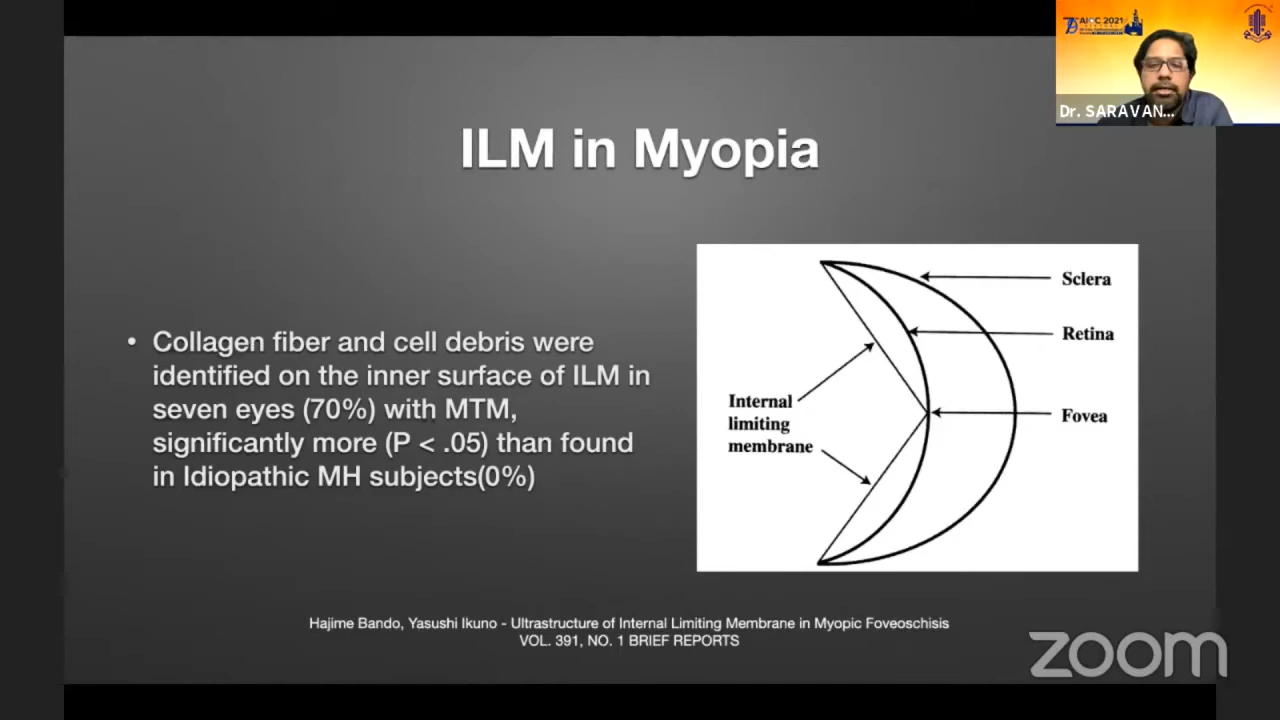 AIOC 2021
Dr. SARAVAN...
ILM in Myopia
• Collagen fiber and cell debris were
identified on the inner surface of ILM in
seven eyes (70%) with MTM,
significantly more (P < .05) than found
in Idiopathic MH subjects(0%)
Sclera
Retina
Internal
limiting
membrane
Fovea
Hajime Bando, Yasushi Ikuno - Ultrastructure of Internal Limiting Membrane in Myopic Foveoschisis
VOL. 391, NO. 1 BRIEF REPORTS
zoom